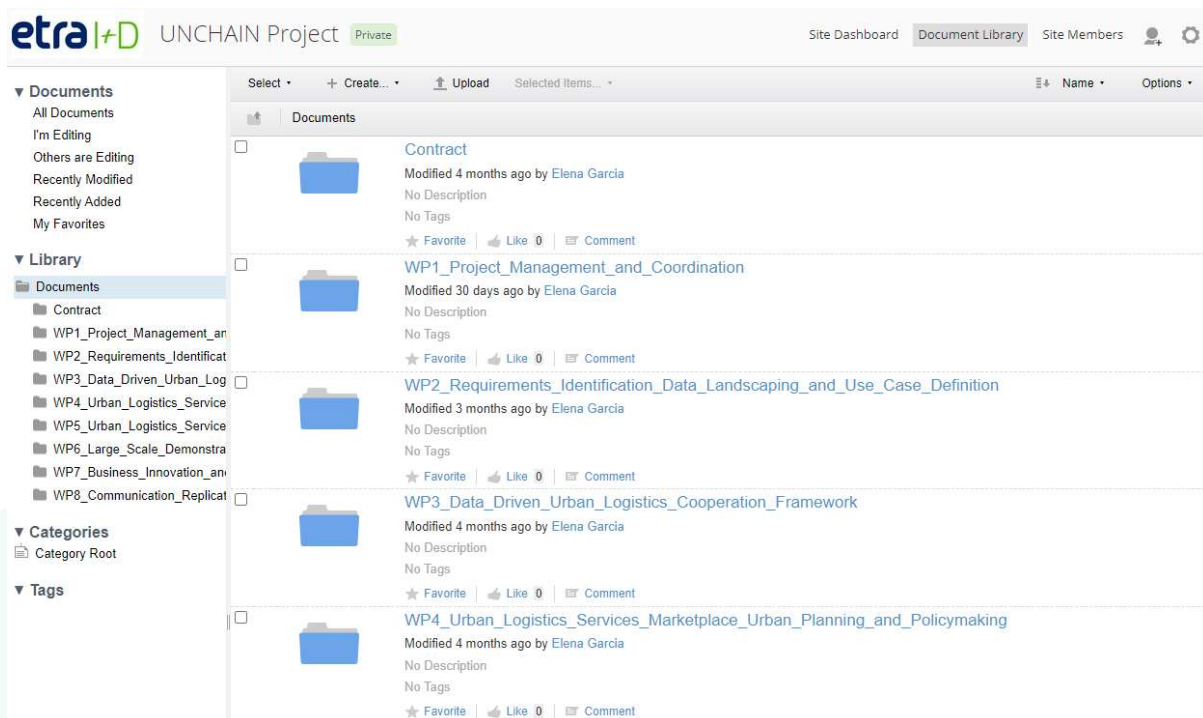 etra I+D UNCHAIN Project Private Site Dashboard Document Library Site Members
Select + Create... Upload Selected Items... Name Options
Documents
Documents
All Documents
I'm Editing
Others are Editing
Recently Modified
Recently Added
My Favorites
Library
Documents
Contract
WP1_Project_Management_an
WP2_Requirements_Identificat
WP3_Data_Driven_Urban_Log
WP4_Urban_Logistics_Service
WP5_Urban_Logistics_Service
WP6_Large_Scale_Demonstra
WP7_Business_Innovation_an
WP8_Communication_Replicat
Categories
Category Root
Tags
Contract
Modified 4 months ago by Elena Garcia
No Description
No Tags
Favorite Like 0 Comment
WP1_Project_Management_and_Coordination
Modified 30 days ago by Elena Garcia
No Description
No Tags
Favorite Like 0 Comment
WP2_Requirements_Identification_Data_Landscaping_and_Use_Case_Definition
Modified 3 months ago by Elena Garcia
No Description
No Tags
Favorite Like 0 Comment
WP3_Data_Driven_Urban_Logistics_Cooperation_Framework
Modified 4 months ago by Elena Garcia
No Description
No Tags
Favorite Like 0 Comment
WP4_Urban_Logistics_Services_Marketplace_Urban_Planning_and_Policymaking
Modified 4 months ago by Elena Garcia
No Description
No Tags
Favorite Like 0 Comment